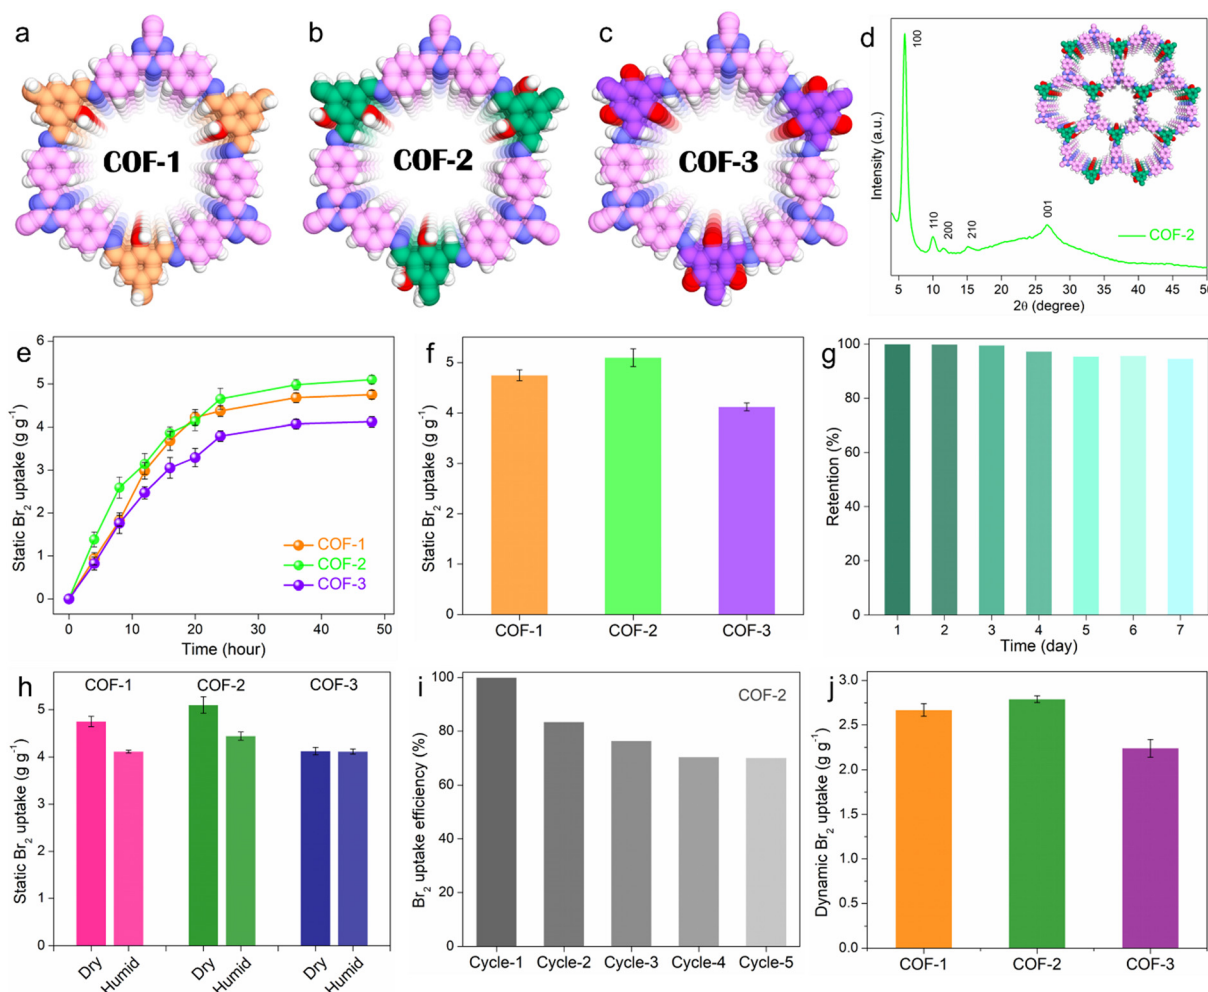 a
b
c
d
COF-1
COF-2
COF-3
100
110
200
210
001
COF-2
Intensity (a.u.)
5 10 15 20 25 30 35 40 45 50
2θ (degree)
e
Static Br2 uptake (g g-1)
6
5
4
3
2
1
0
COF-1
COF-2
COF-3
0 10 20 30 40 50
Time (hour)
f
Static Br2 uptake (g g-1)
5
4
3
2
1
0
COF-1 COF-2 COF-3
g
Retention (%)
100
80
60
40
20
0
1 2 3 4 5 6 7
Time (day)
h
COF-1 COF-2 COF-3
Static Br2 uptake (g g-1)
5
4
3
2
1
0
Dry Humid Dry Humid Dry Humid
i
COF-2
Br2 uptake efficiency (%)
100
80
60
40
20
0
Cycle-1 Cycle-2 Cycle-3 Cycle-4 Cycle-5
j
Dynamic Br2 uptake (g g-1)
3.0
2.5
2.0
1.5
1.0
0.5
0.0
COF-1 COF-2 COF-3